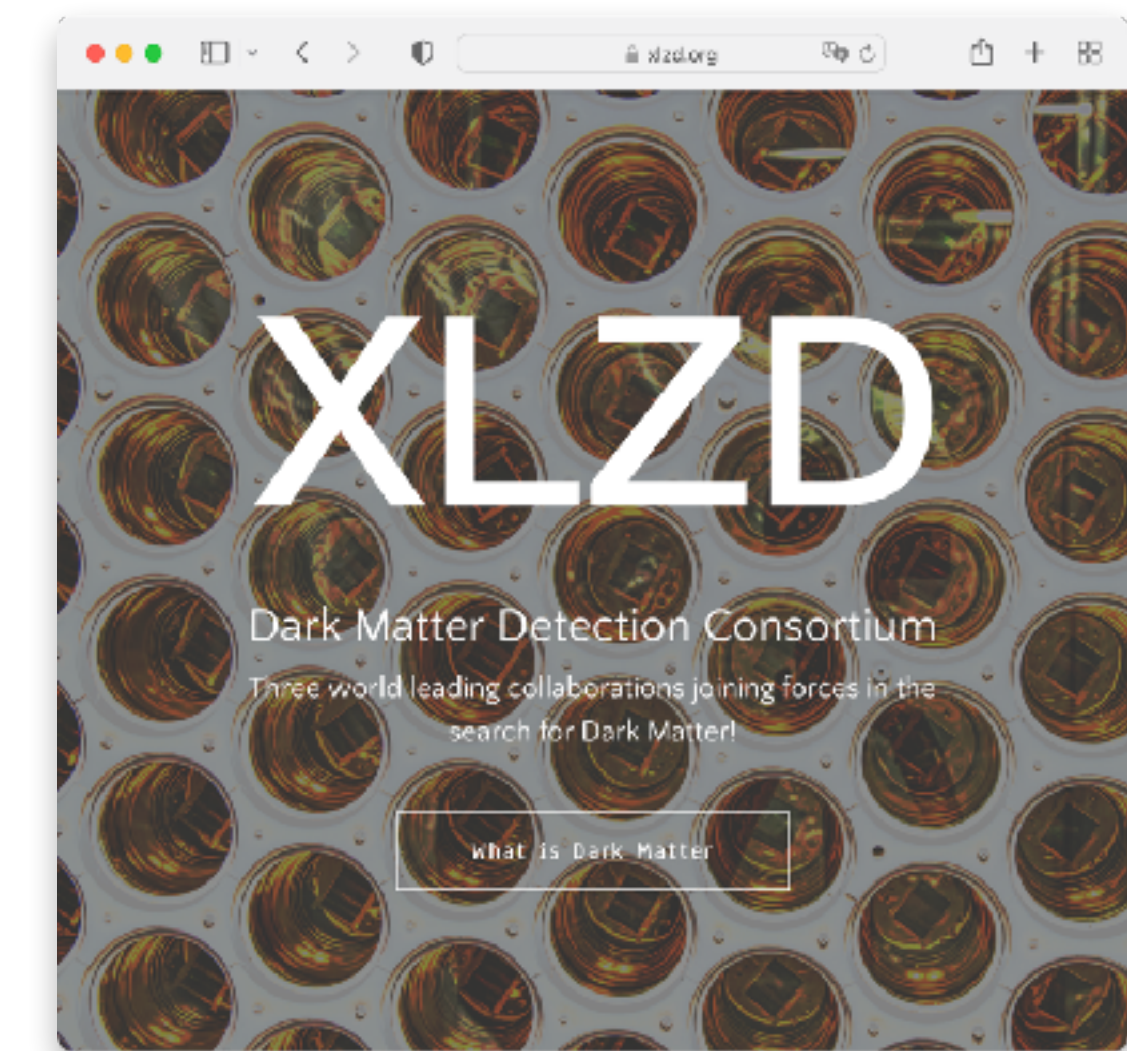 xlzd.org
XLZD
Dark Matter Detection Consortium
Three world leading collaborations joining forces in the
search for Dark Matter!
What is Dark Matter